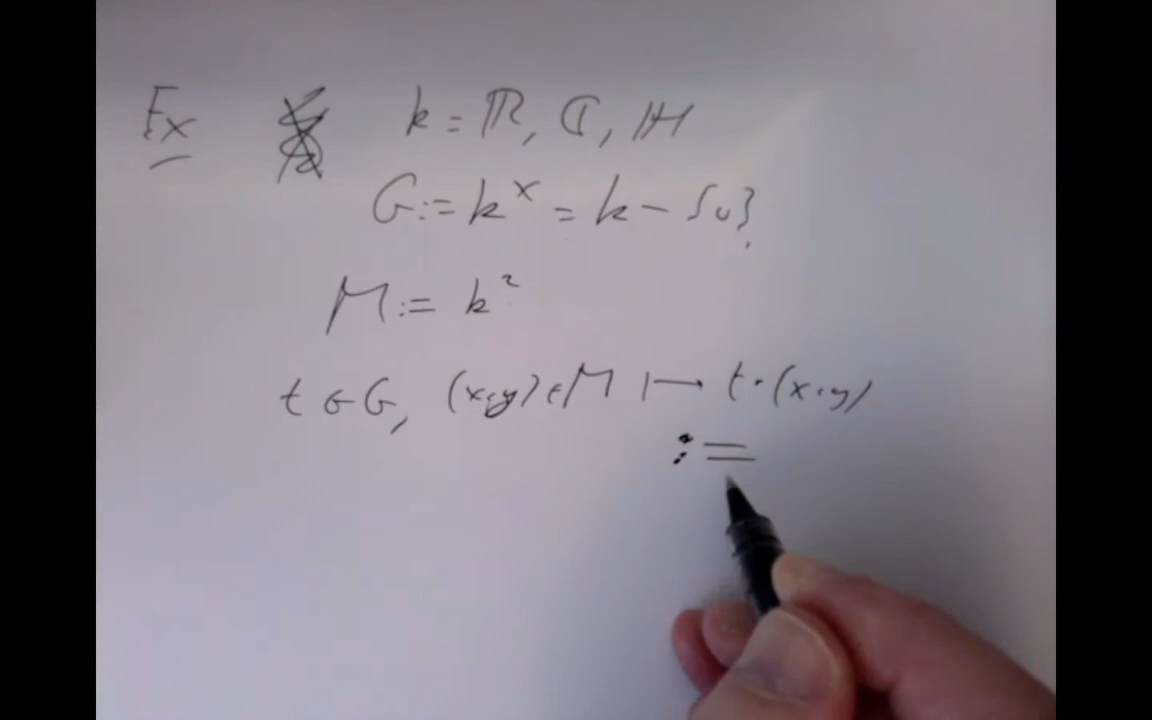 Ex k = ℝ, ℂ, ℍ
G := k^× = k - {0}
M := k²
t ∈ G, (x,y) ∈ M ↦ t·(x,y)
:=